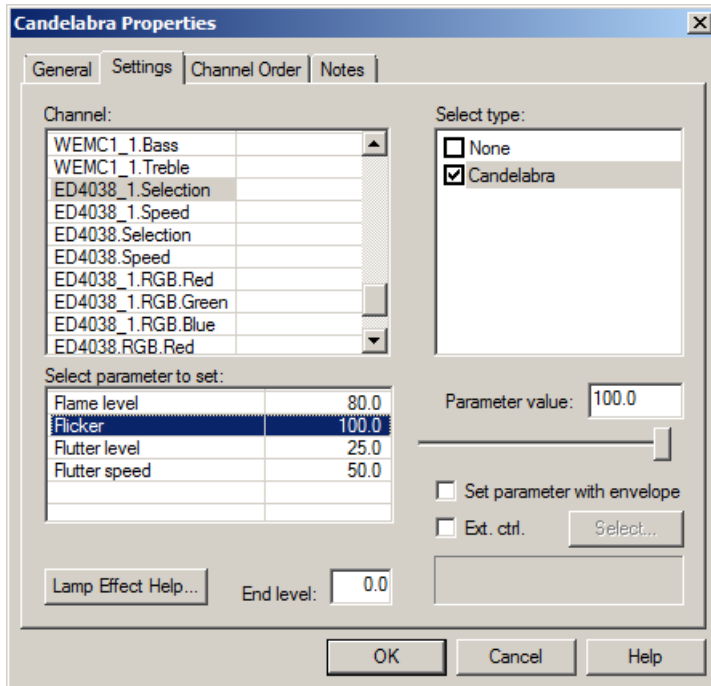 Candelabra Properties
General Settings Channel Order Notes
Channel:
WEMC1_1.Bass
WEMC1_1.Treble
ED4038_1.Selection
ED4038_1.Speed
ED4038.Selection
ED4038.Speed
ED4038_1.RGB.Red
ED4038_1.RGB.Green
ED4038_1.RGB.Blue
ED4038.RGB.Red
Select type:
None
Candelabra
Select parameter to set:
Flame level 80.0
Flicker 100.0
Flutter level 25.0
Flutter speed 50.0
Parameter value: 100.0
Set parameter with envelope
Ext. ctrl. Select...
Lamp Effect Help... End level: 0.0
OK Cancel Help